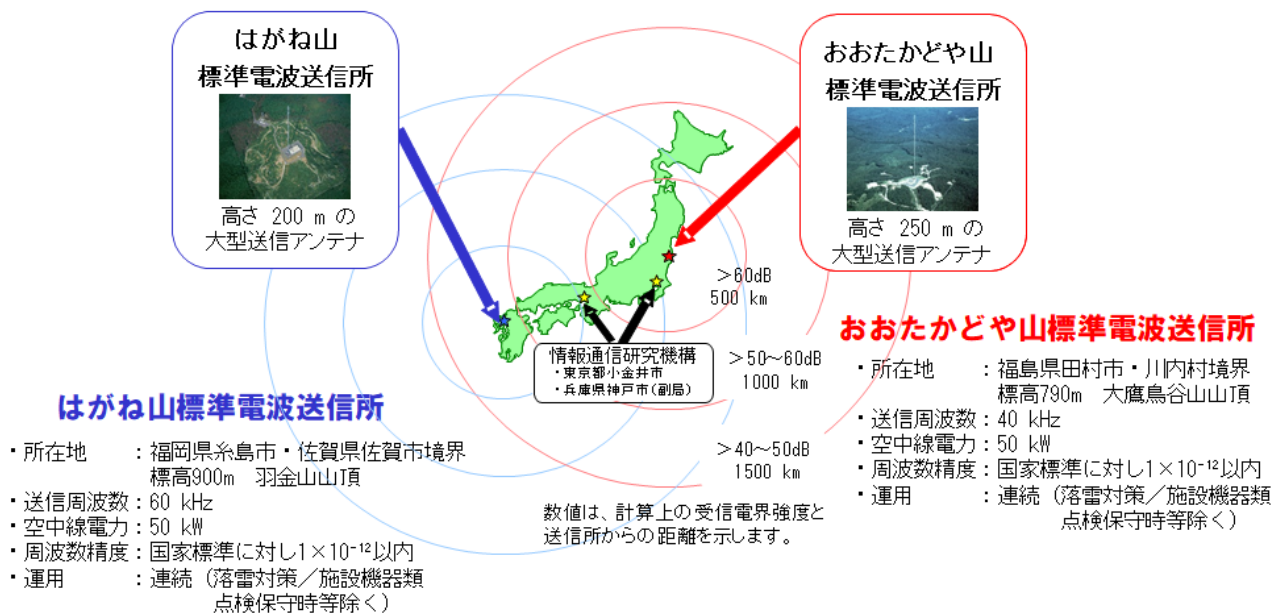 はがね山
標準電波送信所
高さ 200 m の
大型送信アンテナ
おおたかどや山
標準電波送信所
高さ 250 m の
大型送信アンテナ
＞60dB
500 km
情報通信研究機構
・東京都小金井市
・兵庫県神戸市(副局)
＞50～60dB
1000 km
＞40～50dB
1500 km
数値は、計算上の受信電界強度と
送信所からの距離を示します。
はがね山標準電波送信所
・所在地　　：福岡県糸島市・佐賀県佐賀市境界
標高900m　羽金山山頂
・送信周波数：60 kHz
・空中線電力：50 kW
・周波数精度：国家標準に対し1×10⁻¹²以内
・運用　　　：連続（落雷対策／施設機器類
点検保守時等除く）
おおたかどや山標準電波送信所
・所在地　　：福島県田村市・川内村境界
標高790m　大鷹鳥谷山山頂
・送信周波数：40 kHz
・空中線電力：50 kW
・周波数精度：国家標準に対し1×10⁻¹²以内
・運用　　　：連続（落雷対策／施設機器類
点検保守時等除く）